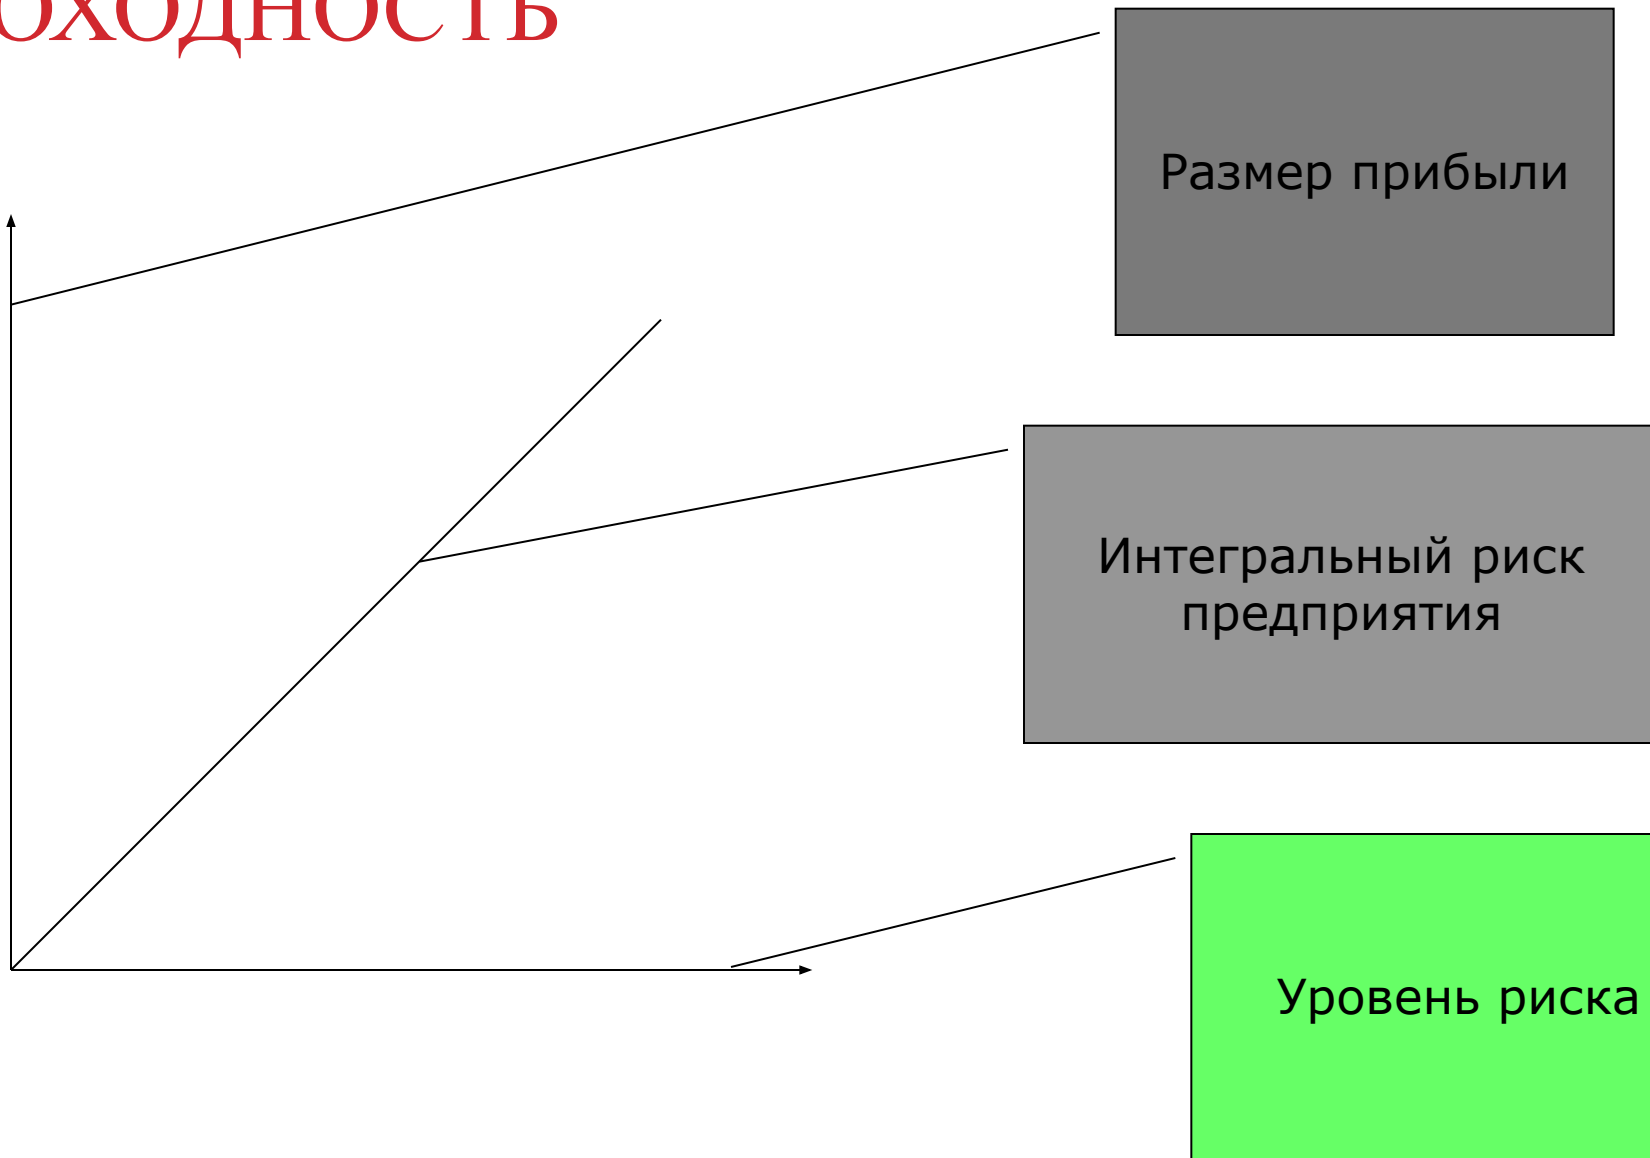 ОХОДНОСТЬ
Размер прибыли
Интегральный риск
предприятия
Уровень риска